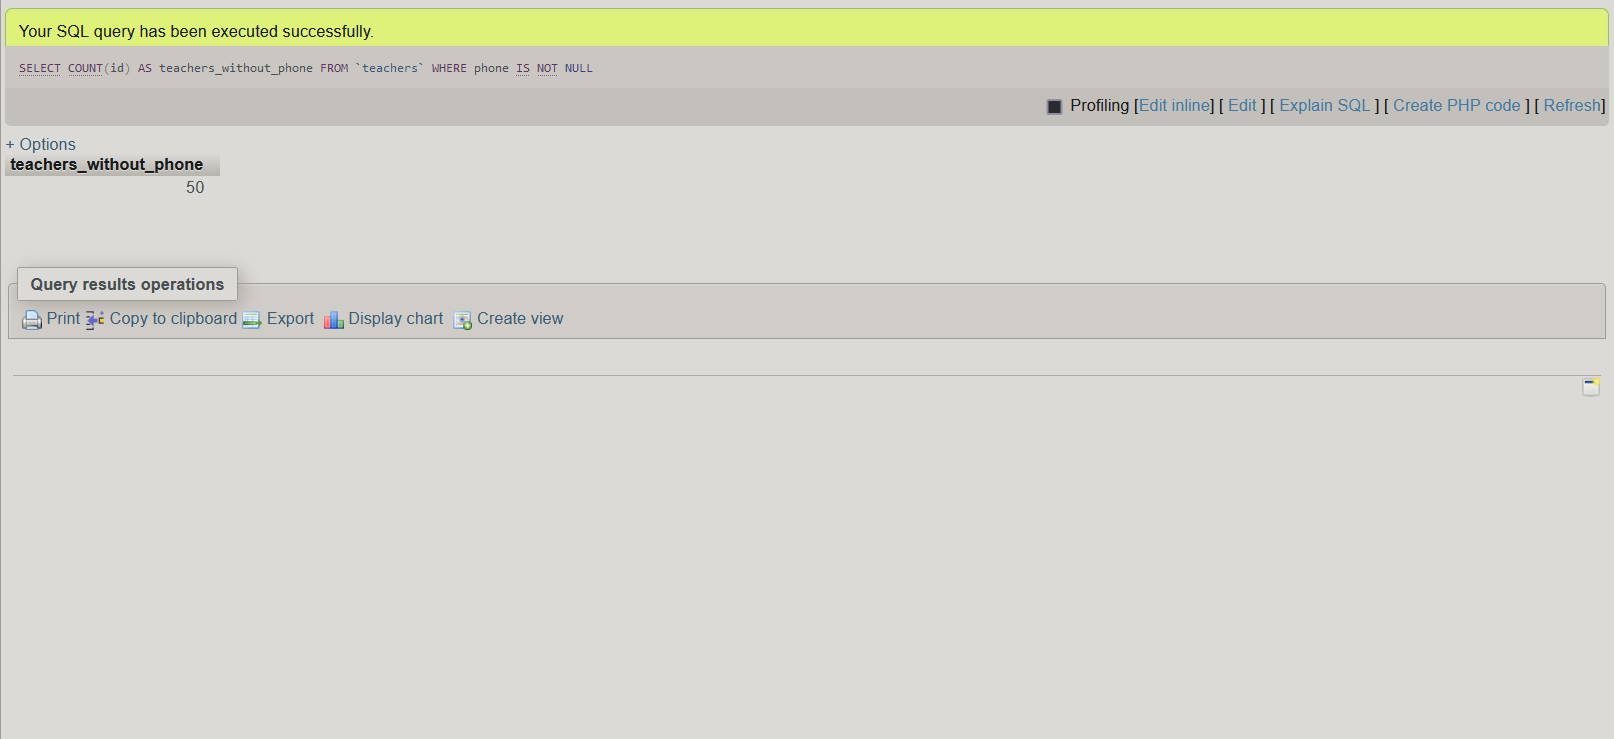 Your SQL query has been executed successfully.
SELECT COUNT(id) AS teachers_without_phone FROM `teachers` WHERE phone IS NOT NULL
Profiling [Edit inline] [ Edit ] [ Explain SQL ] [ Create PHP code ] [ Refresh]
+ Options
teachers_without_phone
50
Query results operations
Print Copy to clipboard Export Display chart Create view